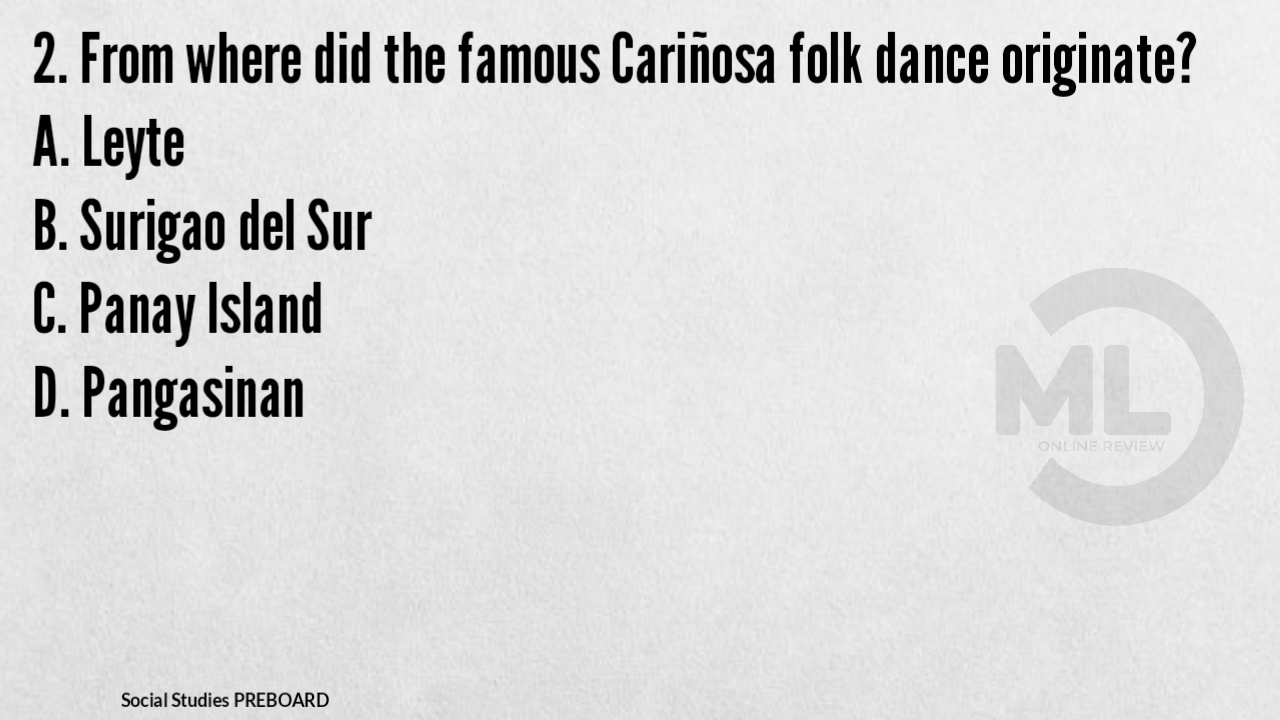 2. From where did the famous Cariñosa folk dance originate?
A. Leyte
B. Surigao del Sur
C. Panay Island
D. Pangasinan
ML
ONLINE REVIEW
Social Studies PREBOARD